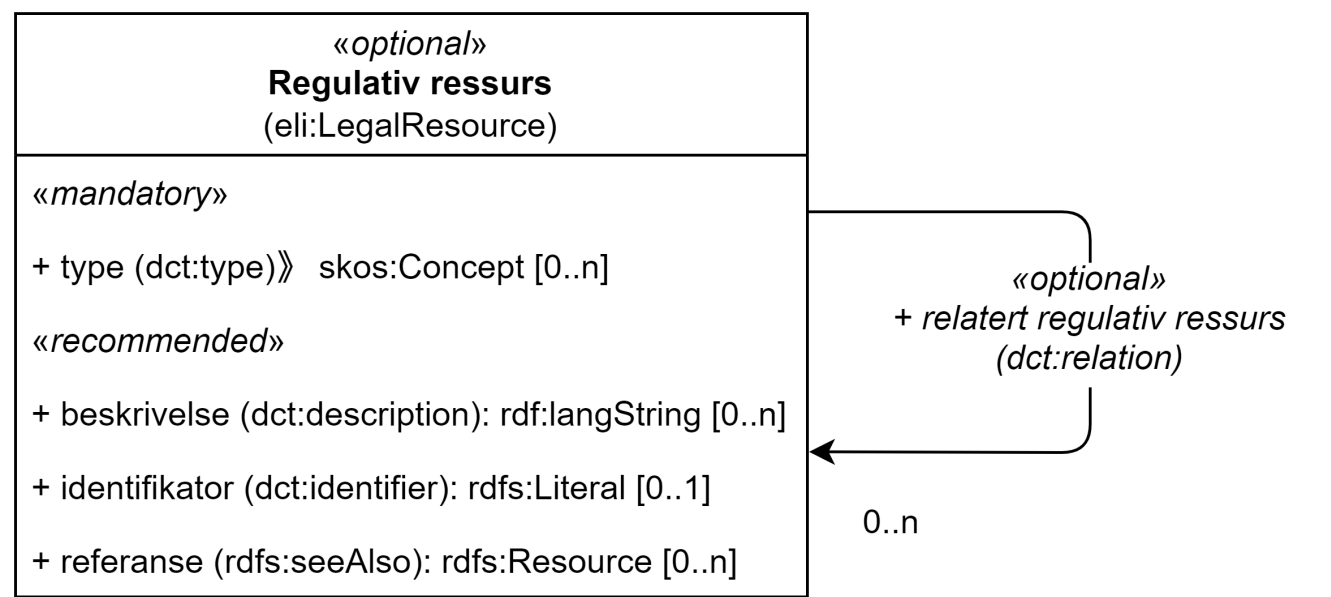 «optional»
Regulativ ressurs
(eli:LegalResource)
«mandatory»
+ type (dct:type)》 skos:Concept [0..n]
«recommended»
+ beskrivelse (dct:description): rdf:langString [0..n]
+ identifikator (dct:identifier): rdfs:Literal [0..1]
+ referanse (rdfs:seeAlso): rdfs:Resource [0..n]
«optional»
+ relatert regulativ ressurs
(dct:relation)
0..n